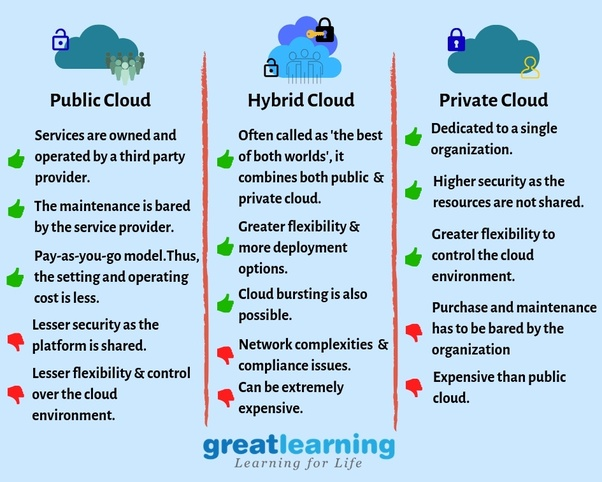 Public Cloud
Services are owned and
operated by a third party
provider.
The maintenance is bared
by the service provider.
Pay-as-you-go model.Thus,
the setting and operating
cost is less.
Lesser security as the
platform is shared.
Lesser flexibility & control
over the cloud
environment.
Hybrid Cloud
Often called as 'the best
of both worlds', it
combines both public &
private cloud.
Greater flexibility &
more deployment
options.
Cloud bursting is also
possible.
Network complexities &
compliance issues.
Can be extremely
expensive.
Private Cloud
Dedicated to a single
organization.
Higher security as the
resources are not shared.
Greater flexibility to
control the cloud
environment.
Purchase and maintenance
has to be bared by the
organization
Expensive than public
cloud.
greatlearning
Learning for Life